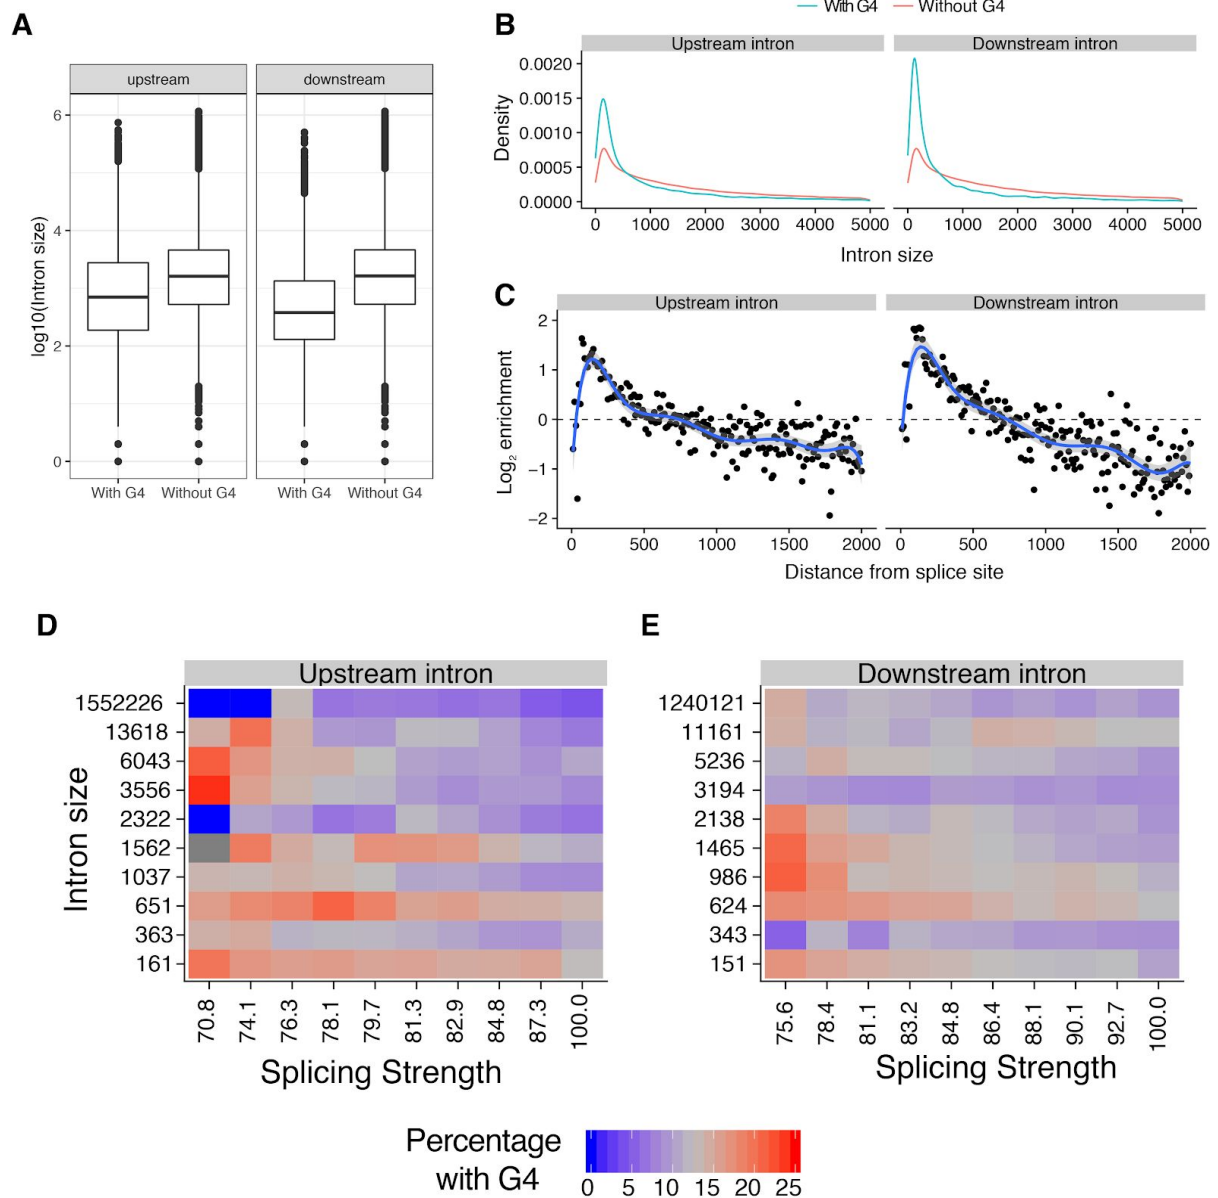 A
upstream
downstream
log10(Intron size)
6
4
2
0
With G4
Without G4
With G4
Without G4
B
With G4
Without G4
Upstream intron
Downstream intron
Density
0.0020
0.0015
0.0010
0.0005
0.0000
0 1000 2000 3000 4000 5000
0 1000 2000 3000 4000 5000
Intron size
C
Upstream intron
Downstream intron
Log2 enrichment
2
1
0
−1
−2
0 500 1000 1500 2000
0 500 1000 1500 2000
Distance from splice site
D
Upstream intron
Intron size
1552226
13618
6043
3556
2322
1562
1037
651
363
161
70.8 74.1 76.3 78.1 79.7 81.3 82.9 84.8 87.3 100.0
Splicing Strength
E
Downstream intron
1240121
11161
5236
3194
2138
1465
986
624
343
151
75.6 78.4 81.1 83.2 84.8 86.4 88.1 90.1 92.7 100.0
Splicing Strength
Percentage
with G4
0 5 10 15 20 25